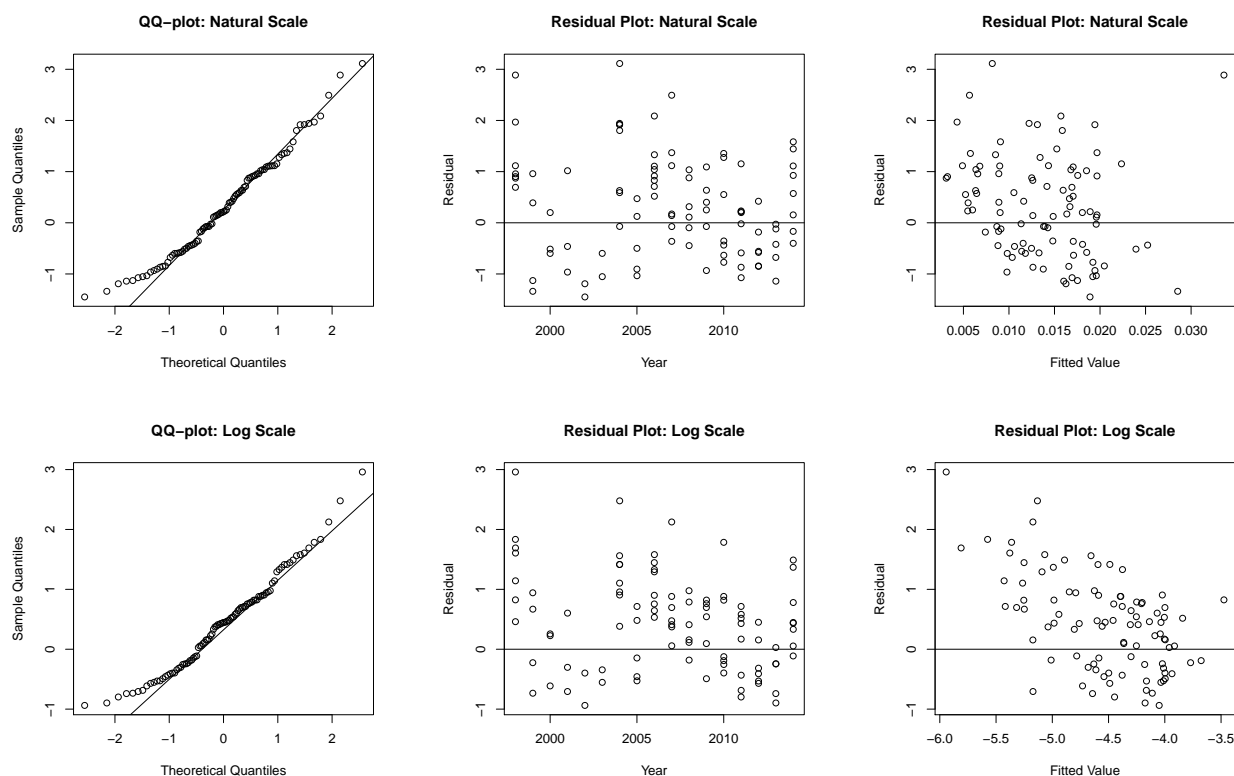 QQ−plot: Natural Scale
Sample Quantiles
3
2
1
0
−1
−2 −1 0 1 2
Theoretical Quantiles
Residual Plot: Natural Scale
Residual
3
2
1
0
−1
2000 2005 2010
Year
Residual Plot: Natural Scale
Residual
3
2
1
0
−1
0.005 0.010 0.015 0.020 0.025 0.030
Fitted Value
QQ−plot: Log Scale
Sample Quantiles
3
2
1
0
−1
−2 −1 0 1 2
Theoretical Quantiles
Residual Plot: Log Scale
Residual
3
2
1
0
−1
2000 2005 2010
Year
Residual Plot: Log Scale
Residual
3
2
1
0
−1
−6.0 −5.5 −5.0 −4.5 −4.0 −3.5
Fitted Value